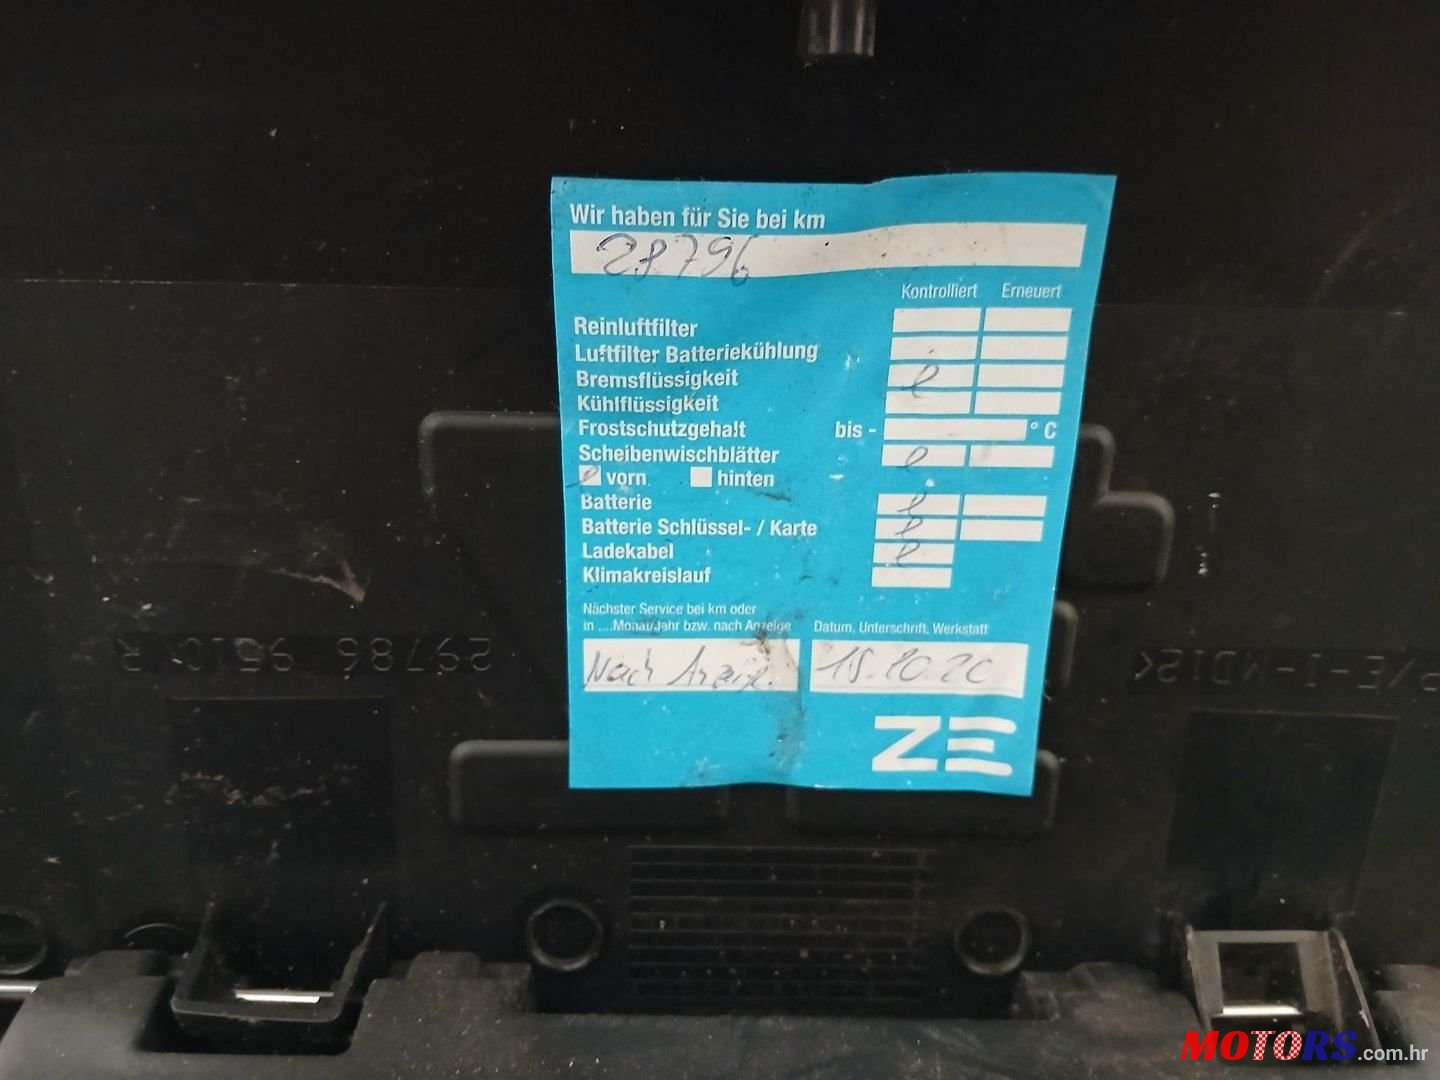 Wir haben für Sie bei km
28796
Kontrolliert Erneuert
Reinluftfilter
Luftfilter Batteriekühlung
Bremsflüssigkeit
Kühlflüssigkeit
Frostschutzgehalt bis - ° C
Scheibenwischblätter
vorn hinten
Batterie
Batterie Schlüssel- / Karte
Ladekabel
Klimakreislauf
Nächster Service bei km oder
in ....Monat/Jahr bzw. nach Anzeige
Datum, Unterschrift, Werkstatt
Nach Anzeige
15.10.20
ZE
MOTORS.com.hr